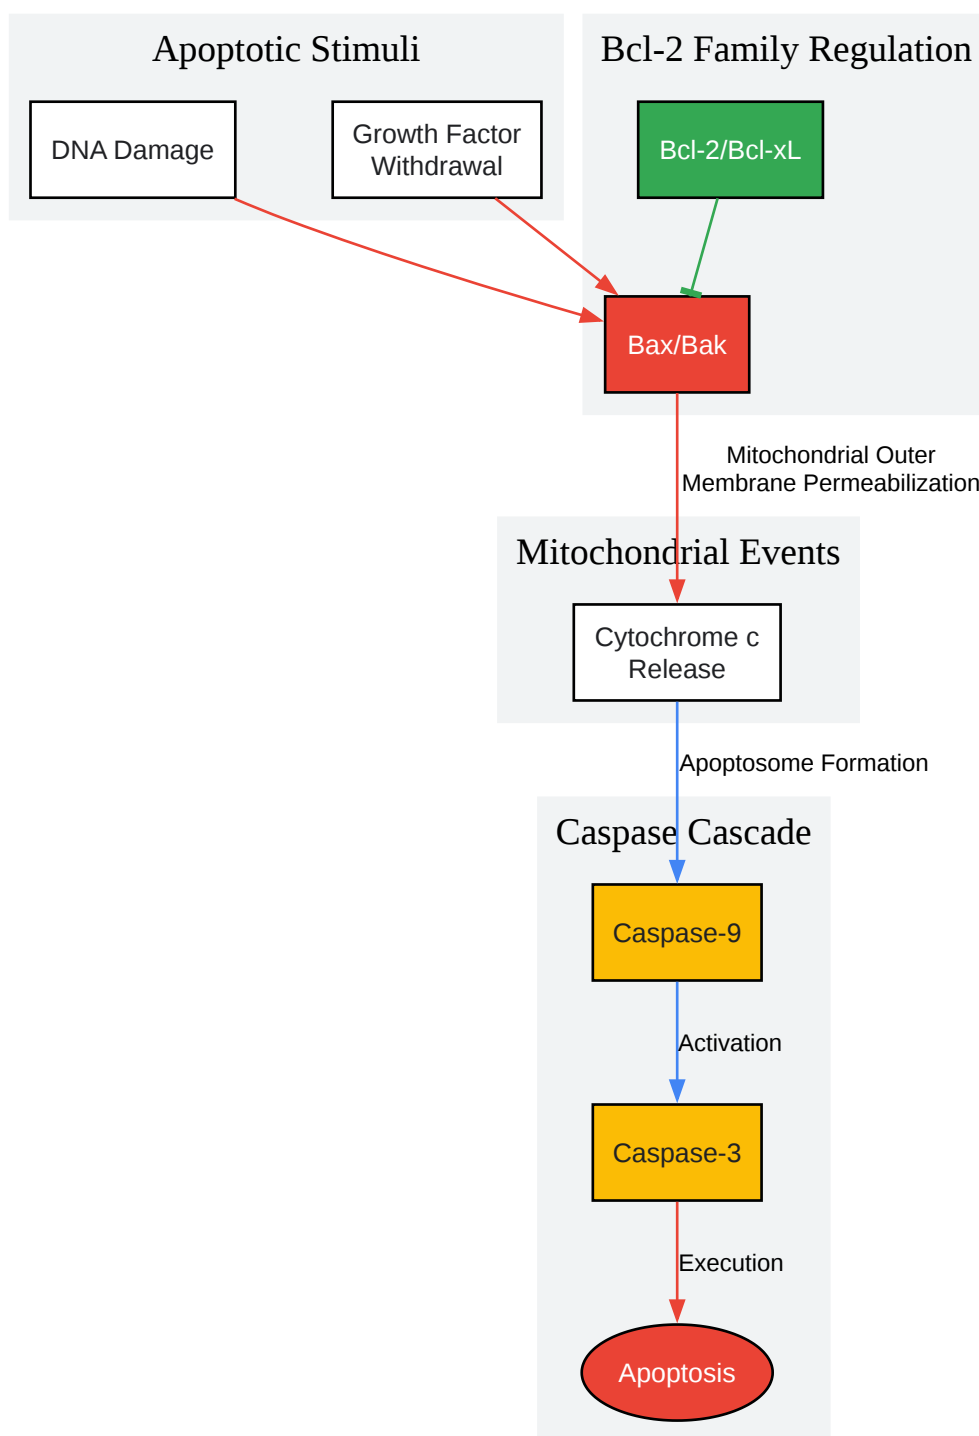 Apoptotic Stimuli
Bcl-2 Family Regulation
DNA Damage
Growth Factor
Withdrawal
Bcl-2/Bcl-xL
Bax/Bak
Mitochondrial Outer
Membrane Permeabilization
Mitochondrial Events
Cytochrome c
Release
Apoptosome Formation
Caspase Cascade
Caspase-9
Activation
Caspase-3
Execution
Apoptosis